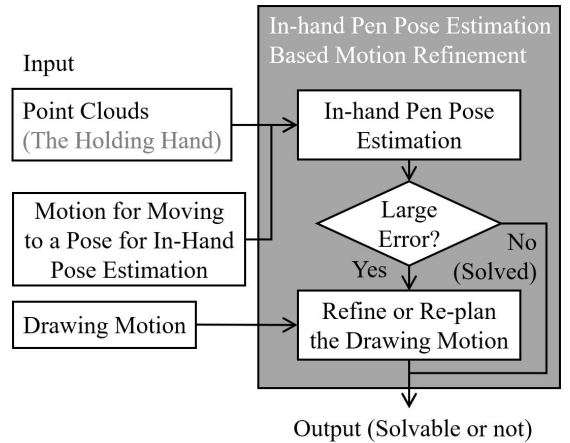 In-hand Pen Pose Estimation
Based Motion Refinement
Input
Point Clouds
(The Holding Hand)
In-hand Pen Pose
Estimation
Motion for Moving
to a Pose for In-Hand
Pose Estimation
Large
Error?
No
(Solved)
Yes
Drawing Motion
Refine or Re-plan
the Drawing Motion
Output (Solvable or not)